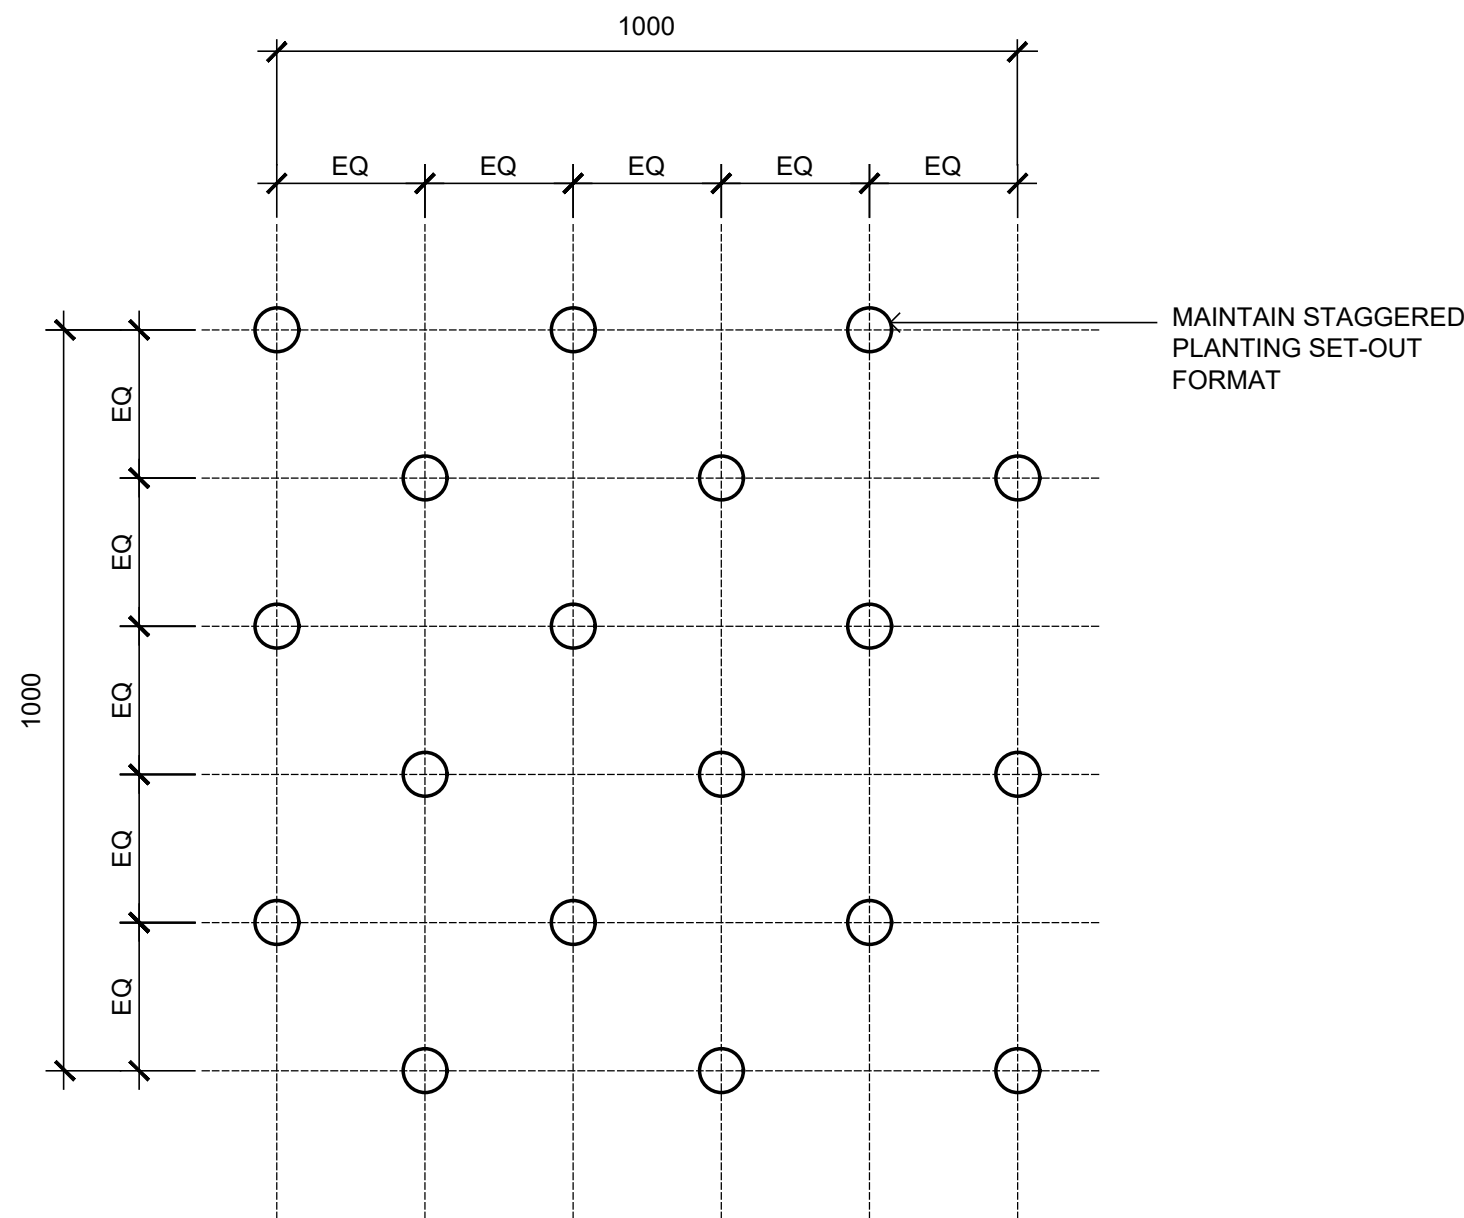 1000
EQ EQ EQ EQ EQ
MAINTAIN STAGGERED
PLANTING SET-OUT
FORMAT
EQ
EQ
1000
EQ
EQ
EQ